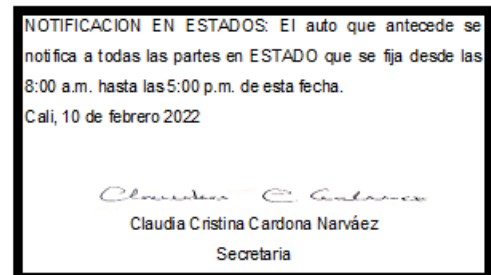 NOTIFICACION EN ESTADOS: El auto que antecede se
notifica a todas las partes en ESTADO que se fija desde las
8:00 a.m. hasta las 5:00 p.m. de esta fecha.
Cali, 10 de febrero 2022
Claudia Cristina Cardona Narváez
Secretaria